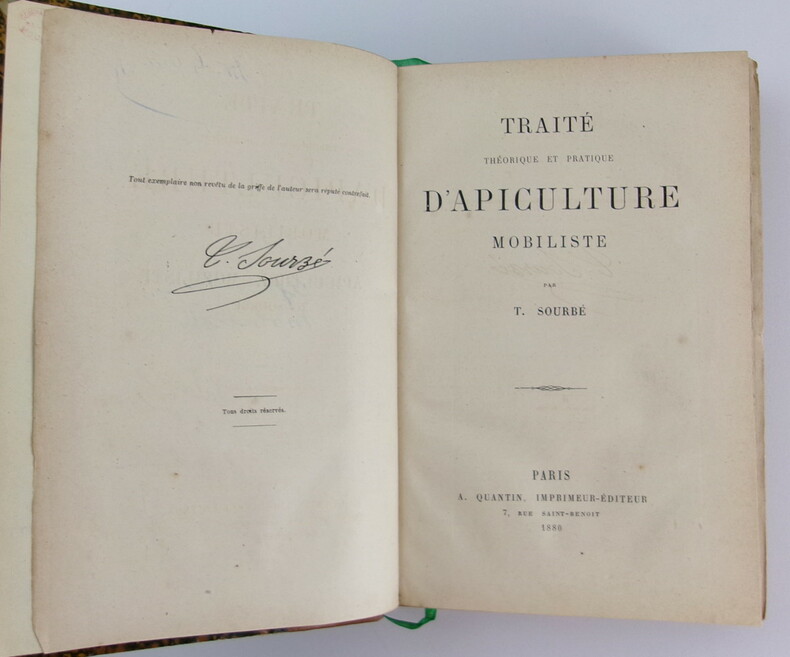 Tout exemplaire non revêtu de la griffe de l'auteur sera réputé contrefait.
T. Sourbé
Tous droits réservés.
TRAITÉ
THÉORIQUE ET PRATIQUE
D'APICULTURE
MOBILISTE
PAR
T. SOURBÉ
PARIS
A. QUANTIN, IMPRIMEUR-ÉDITEUR
7, RUE SAINT-BENOIT
1880